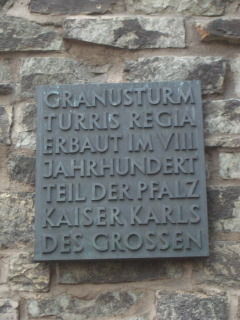 GRANUSTURM
TURRIS REGIA
ERBAUT IM VIII
JAHRHUNDERT
TEIL DER PFALZ
KAISER KARLS
DES GROSSEN